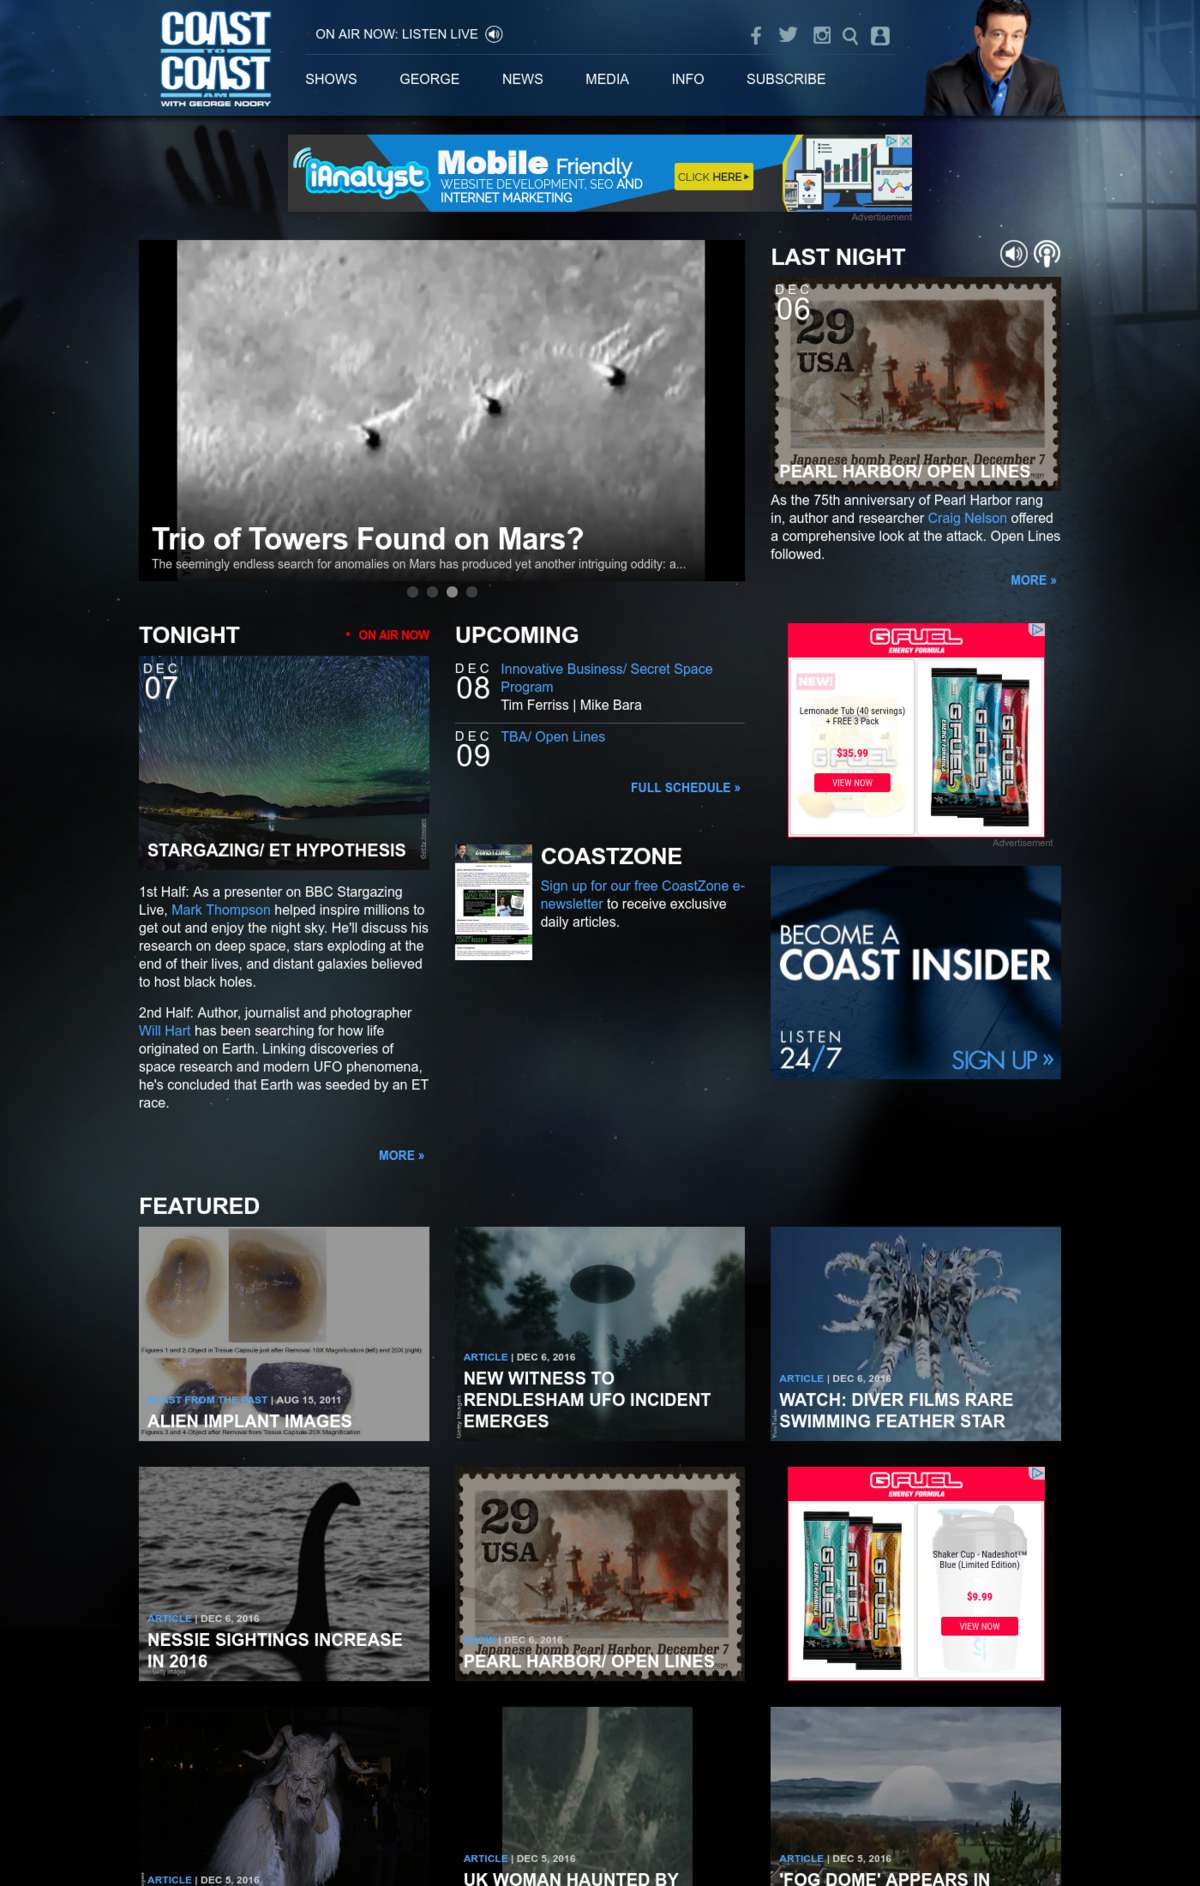 COAST
TO
COAST
AM
WITH GEORGE NOORY
ON AIR NOW: LISTEN LIVE
SHOWS GEORGE NEWS MEDIA INFO SUBSCRIBE
iAnalyst
Mobile Friendly
WEBSITE DEVELOPMENT, SEO AND
INTERNET MARKETING
CLICK HERE
Advertisement
Trio of Towers Found on Mars?
The seemingly endless search for anomalies on Mars has produced yet another intriguing oddity: a...
LAST NIGHT
DEC
06
29
USA
Japanese bomb Pearl Harbor, December 7
PEARL HARBOR/ OPEN LINES
As the 75th anniversary of Pearl Harbor rang
in, author and researcher Craig Nelson offered
a comprehensive look at the attack. Open Lines
followed.
MORE »
TONIGHT
• ON AIR NOW
DEC
07
Getty Images
STARGAZING/ ET HYPOTHESIS
1st Half: As a presenter on BBC Stargazing
Live, Mark Thompson helped inspire millions to
get out and enjoy the night sky. He'll discuss his
research on deep space, stars exploding at the
end of their lives, and distant galaxies believed
to host black holes.
2nd Half: Author, journalist and photographer
Will Hart has been searching for how life
originated on Earth. Linking discoveries of
space research and modern UFO phenomena,
he's concluded that Earth was seeded by an ET
race.
MORE »
UPCOMING
DEC
08
Innovative Business/ Secret Space
Program
Tim Ferriss | Mike Bara
DEC
09
TBA/ Open Lines
FULL SCHEDULE »
COASTZONE
Sign up for our free CoastZone e-
newsletter to receive exclusive
daily articles.
G FUEL
ENERGY FORMULA
NEW!
Lemonade Tub (40 servings)
+ FREE 3 Pack
$35.99
VIEW NOW
GFUEL
GFUEL
GFUEL
Advertisement
BECOME A
COAST INSIDER
LISTEN
24/7
SIGN UP »
FEATURED
Figures 1 and 2-Object in Tissue Capsule just after Removal-10X Magnification (left) and 20X (right)
BLAST FROM THE PAST | AUG 15, 2011
ALIEN IMPLANT IMAGES
Figures 3 and 4-Object after Removal from Tissue Capsule-20X Magnification
Getty Images
ARTICLE | DEC 6, 2016
NEW WITNESS TO
RENDLESHAM UFO INCIDENT
EMERGES
YouTube
ARTICLE | DEC 6, 2016
WATCH: DIVER FILMS RARE
SWIMMING FEATHER STAR
ARTICLE | DEC 6, 2016
NESSIE SIGHTINGS INCREASE
IN 2016
Getty Images
29
USA
| DEC 6, 2016
Japanese bomb Pearl Harbor, December 7
PEARL HARBOR/ OPEN LINES
G FUEL
ENERGY FORMULA
GFUEL
GFUEL
GFUEL
Shaker Cup - Nadeshot™
Blue (Limited Edition)
$9.99
VIEW NOW
ARTICLE | DEC 5, 2016
ARTICLE | DEC 5, 2016
UK WOMAN HAUNTED BY
ARTICLE | DEC 5, 2016
'FOG DOME' APPEARS IN